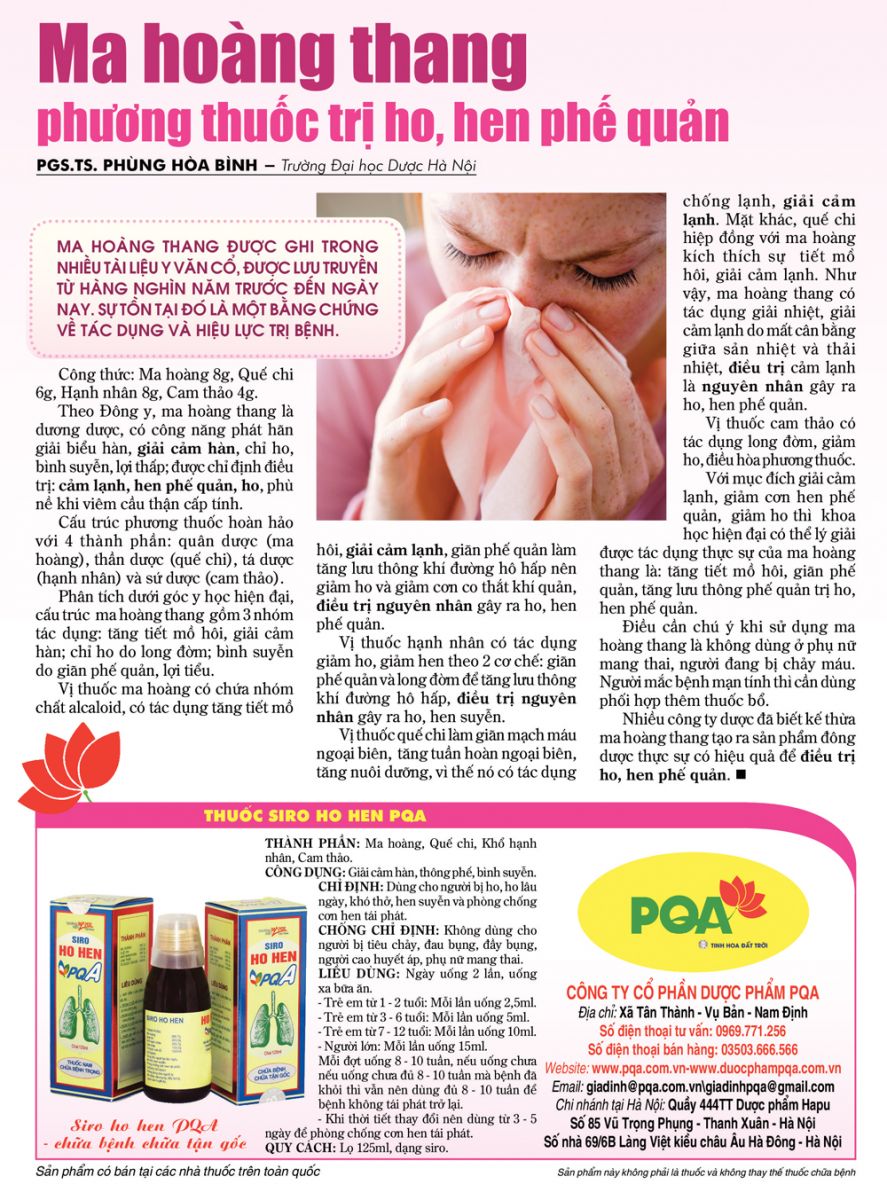 Ma hoàng thang
phương thuốc trị ho, hen phế quản
PGS.TS. PHÙNG HÒA BÌNH – Trường Đại học Dược Hà Nội
MA HOÀNG THANG ĐƯỢC GHI TRONG
NHIỀU TÀI LIỆU Y VĂN CỔ, ĐƯỢC LƯU TRUYỀN
TỪ HÀNG NGHÌN NĂM TRƯỚC ĐẾN NGÀY
NAY. SỰ TỒN TẠI ĐÓ LÀ MỘT BẰNG CHỨNG
VỀ TÁC DỤNG VÀ HIỆU LỰC TRỊ BỆNH.
Công thức: Ma hoàng 8g, Quế chi
6g, Hạnh nhân 8g, Cam thảo 4g.
Theo Đông y, ma hoàng thang là
dương dược, có công năng phát hãn
giải biểu hàn, giải cảm hàn, chỉ ho,
bình suyễn, lợi thấp; được chỉ định điều
trị: cảm lạnh, hen phế quản, ho, phù
nề khi viêm cầu thận cấp tính.
Cấu trúc phương thuốc hoàn hảo
với 4 thành phần: quân dược (ma
hoàng), thần dược (quế chi), tá dược
(hạnh nhân) và sứ dược (cam thảo).
Phân tích dưới góc y học hiện đại,
cấu trúc ma hoàng thang gồm 3 nhóm
tác dụng: tăng tiết mồ hôi, giải cảm
hàn; chỉ ho do long đờm; bình suyễn
do giãn phế quản, lợi tiểu.
Vị thuốc ma hoàng có chứa nhóm
chất alcaloid, có tác dụng tăng tiết mồ
hôi, giải cảm lạnh, giãn phế quản làm
tăng lưu thông khí đường hô hấp nên
giảm ho và giảm cơn co thắt khí quản,
điều trị nguyên nhân gây ra ho, hen
phế quản.
Vị thuốc hạnh nhân có tác dụng
giảm ho, giảm hen theo 2 cơ chế: giãn
phế quản và long đờm để tăng lưu thông
khí đường hô hấp, điều trị nguyên
nhân gây ra ho, hen suyễn.
Vị thuốc quế chi làm giãn mạch máu
ngoại biên, tăng tuần hoàn ngoại biên,
tăng nuôi dưỡng, vì thế nó có tác dụng
chống lạnh, giải cảm
lạnh. Mặt khác, quế chi
hiệp đồng với ma hoàng
kích thích sự tiết mồ
hôi, giải cảm lạnh. Như
vậy, ma hoàng thang có
tác dụng giải nhiệt, giải
cảm lạnh do mất cân bằng
giữa sản nhiệt và thải
nhiệt, điều trị cảm lạnh
là nguyên nhân gây ra
ho, hen phế quản.
Vị thuốc cam thảo có
tác dụng long đờm, giảm
ho, điều hòa phương thuốc.
Với mục đích giải cảm
lạnh, giảm cơn hen phế
quản, giảm ho thì khoa
học hiện đại có thể lý giải
được tác dụng thực sự của ma hoàng
thang là: tăng tiết mồ hôi, giãn phế
quản, tăng lưu thông phế quản trị ho,
hen phế quản.
Điều cần chú ý khi sử dụng ma
hoàng thang là không dùng ở phụ nữ
mang thai, người đang bị chảy máu.
Người mắc bệnh mạn tính thì cần dùng
phối hợp thêm thuốc bổ.
Nhiều công ty dược đã biết kế thừa
ma hoàng thang tạo ra sản phẩm đông
dược thực sự có hiệu quả để điều trị
ho, hen phế quản. ■
THUỐC SIRO HO HEN PQA
THÀNH PHẦN: Ma hoàng, Quế chi, Khổ hạnh
nhân, Cam thảo.
CÔNG DỤNG: Giải cảm hàn, thông phế, bình suyễn.
CHỈ ĐỊNH: Dùng cho người bị ho, ho lâu
ngày, khó thở, hen suyễn và phòng chống
cơn hen tái phát.
CHỐNG CHỈ ĐỊNH: Không dùng cho
người bị tiêu chảy, đau bụng, đầy bụng,
người cao huyết áp, phụ nữ mang thai.
LIỀU DÙNG: Ngày uống 2 lần, uống
xa bữa ăn.
- Trẻ em từ 1 - 2 tuổi: Mỗi lần uống 2,5ml.
- Trẻ em từ 3 - 6 tuổi: Mỗi lần uống 5ml.
- Trẻ em từ 7 - 12 tuổi: Mỗi lần uống 10ml.
- Người lớn: Mỗi lần uống 15ml.
Mỗi đợt uống 8 - 10 tuần, nếu uống chưa
nếu uống chưa đủ 8 - 10 tuần mà bệnh đã
khỏi thì vẫn nên dùng đủ 8 - 10 tuần để
bệnh không tái phát trở lại.
- Khi thời tiết thay đổi nên dùng từ 3 - 5
ngày để phòng chống cơn hen tái phát.
QUY CÁCH: Lọ 125ml, dạng siro.
SIRO
HO HEN
PQA
THUỐC NAM
CHỮA BỆNH TRỌNG
THÀNH PHẦN:
LIỀU DÙNG
SIRO HO HEN
SIRO
HO HEN
PQA
CHỮA BỆNH
CHỮA TẬN GỐC
Siro ho hen PQA
- chữa bệnh chữa tận gốc
PQA
TINH HOA ĐẤT TRỜI
CÔNG TY CỔ PHẦN DƯỢC PHẨM PQA
Địa chỉ: Xã Tân Thành - Vụ Bản - Nam Định
Số điện thoại tư vấn: 0969.771.256
Số điện thoại bán hàng: 03503.666.566
Website: www.pqa.com.vn-www.duocphampqa.com.vn
Email: giadinh@pqa.com.vn\giadinhpqa@gmail.com
Chi nhánh tại Hà Nội: Quầy 444TT Dược phẩm Hapu
Số 85 Vũ Trọng Phụng - Thanh Xuân - Hà Nội
Số nhà 69/6B Làng Việt kiều châu Âu Hà Đông - Hà Nội
Sản phẩm có bán tại các nhà thuốc trên toàn quốc
Sản phẩm này không phải là thuốc và không thay thế thuốc chữa bệnh